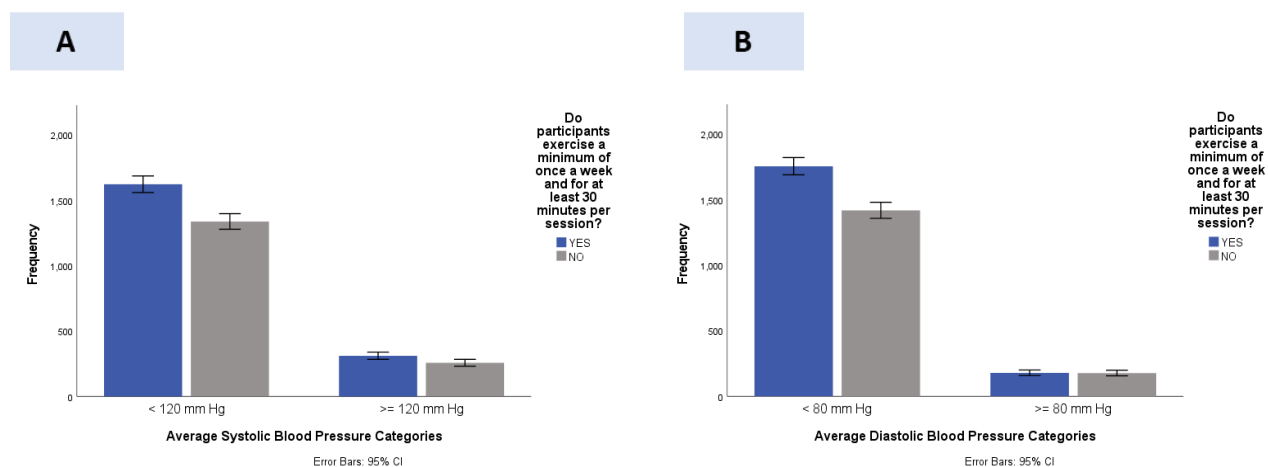 A
B
2,000
1,500
1,000
500
0
Frequency
< 120 mm Hg
>= 120 mm Hg
Average Systolic Blood Pressure Categories
Error Bars: 95% CI
Do
participants
exercise a
minimum of
once a week
and for at
least 30
minutes per
session?
YES
NO
2,000
1,500
1,000
500
0
Frequency
< 80 mm Hg
>= 80 mm Hg
Average Diastolic Blood Pressure Categories
Error Bars: 95% CI
Do
participants
exercise a
minimum of
once a week
and for at
least 30
minutes per
session?
YES
NO